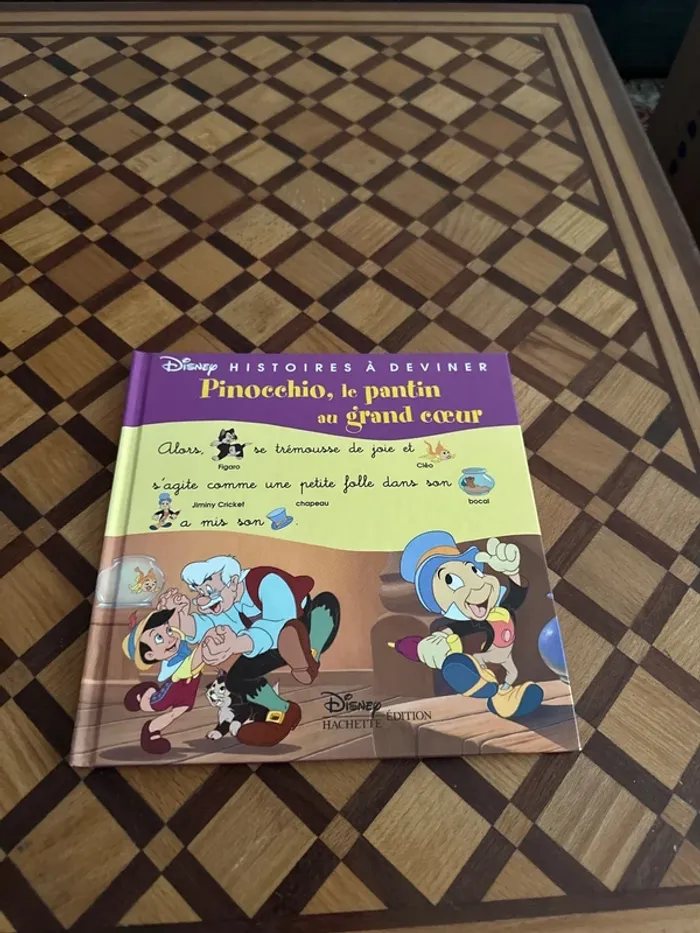 Disney HISTOIRES À DEVINER
Pinocchio, le pantin
au grand cœur
Alors, se trémousse de joie et
Figaro Cléo
s'agite comme une petite folle dans son
bocal
Jiminy Cricket chapeau
a mis son .
Disney
HACHETTE ÉDITION